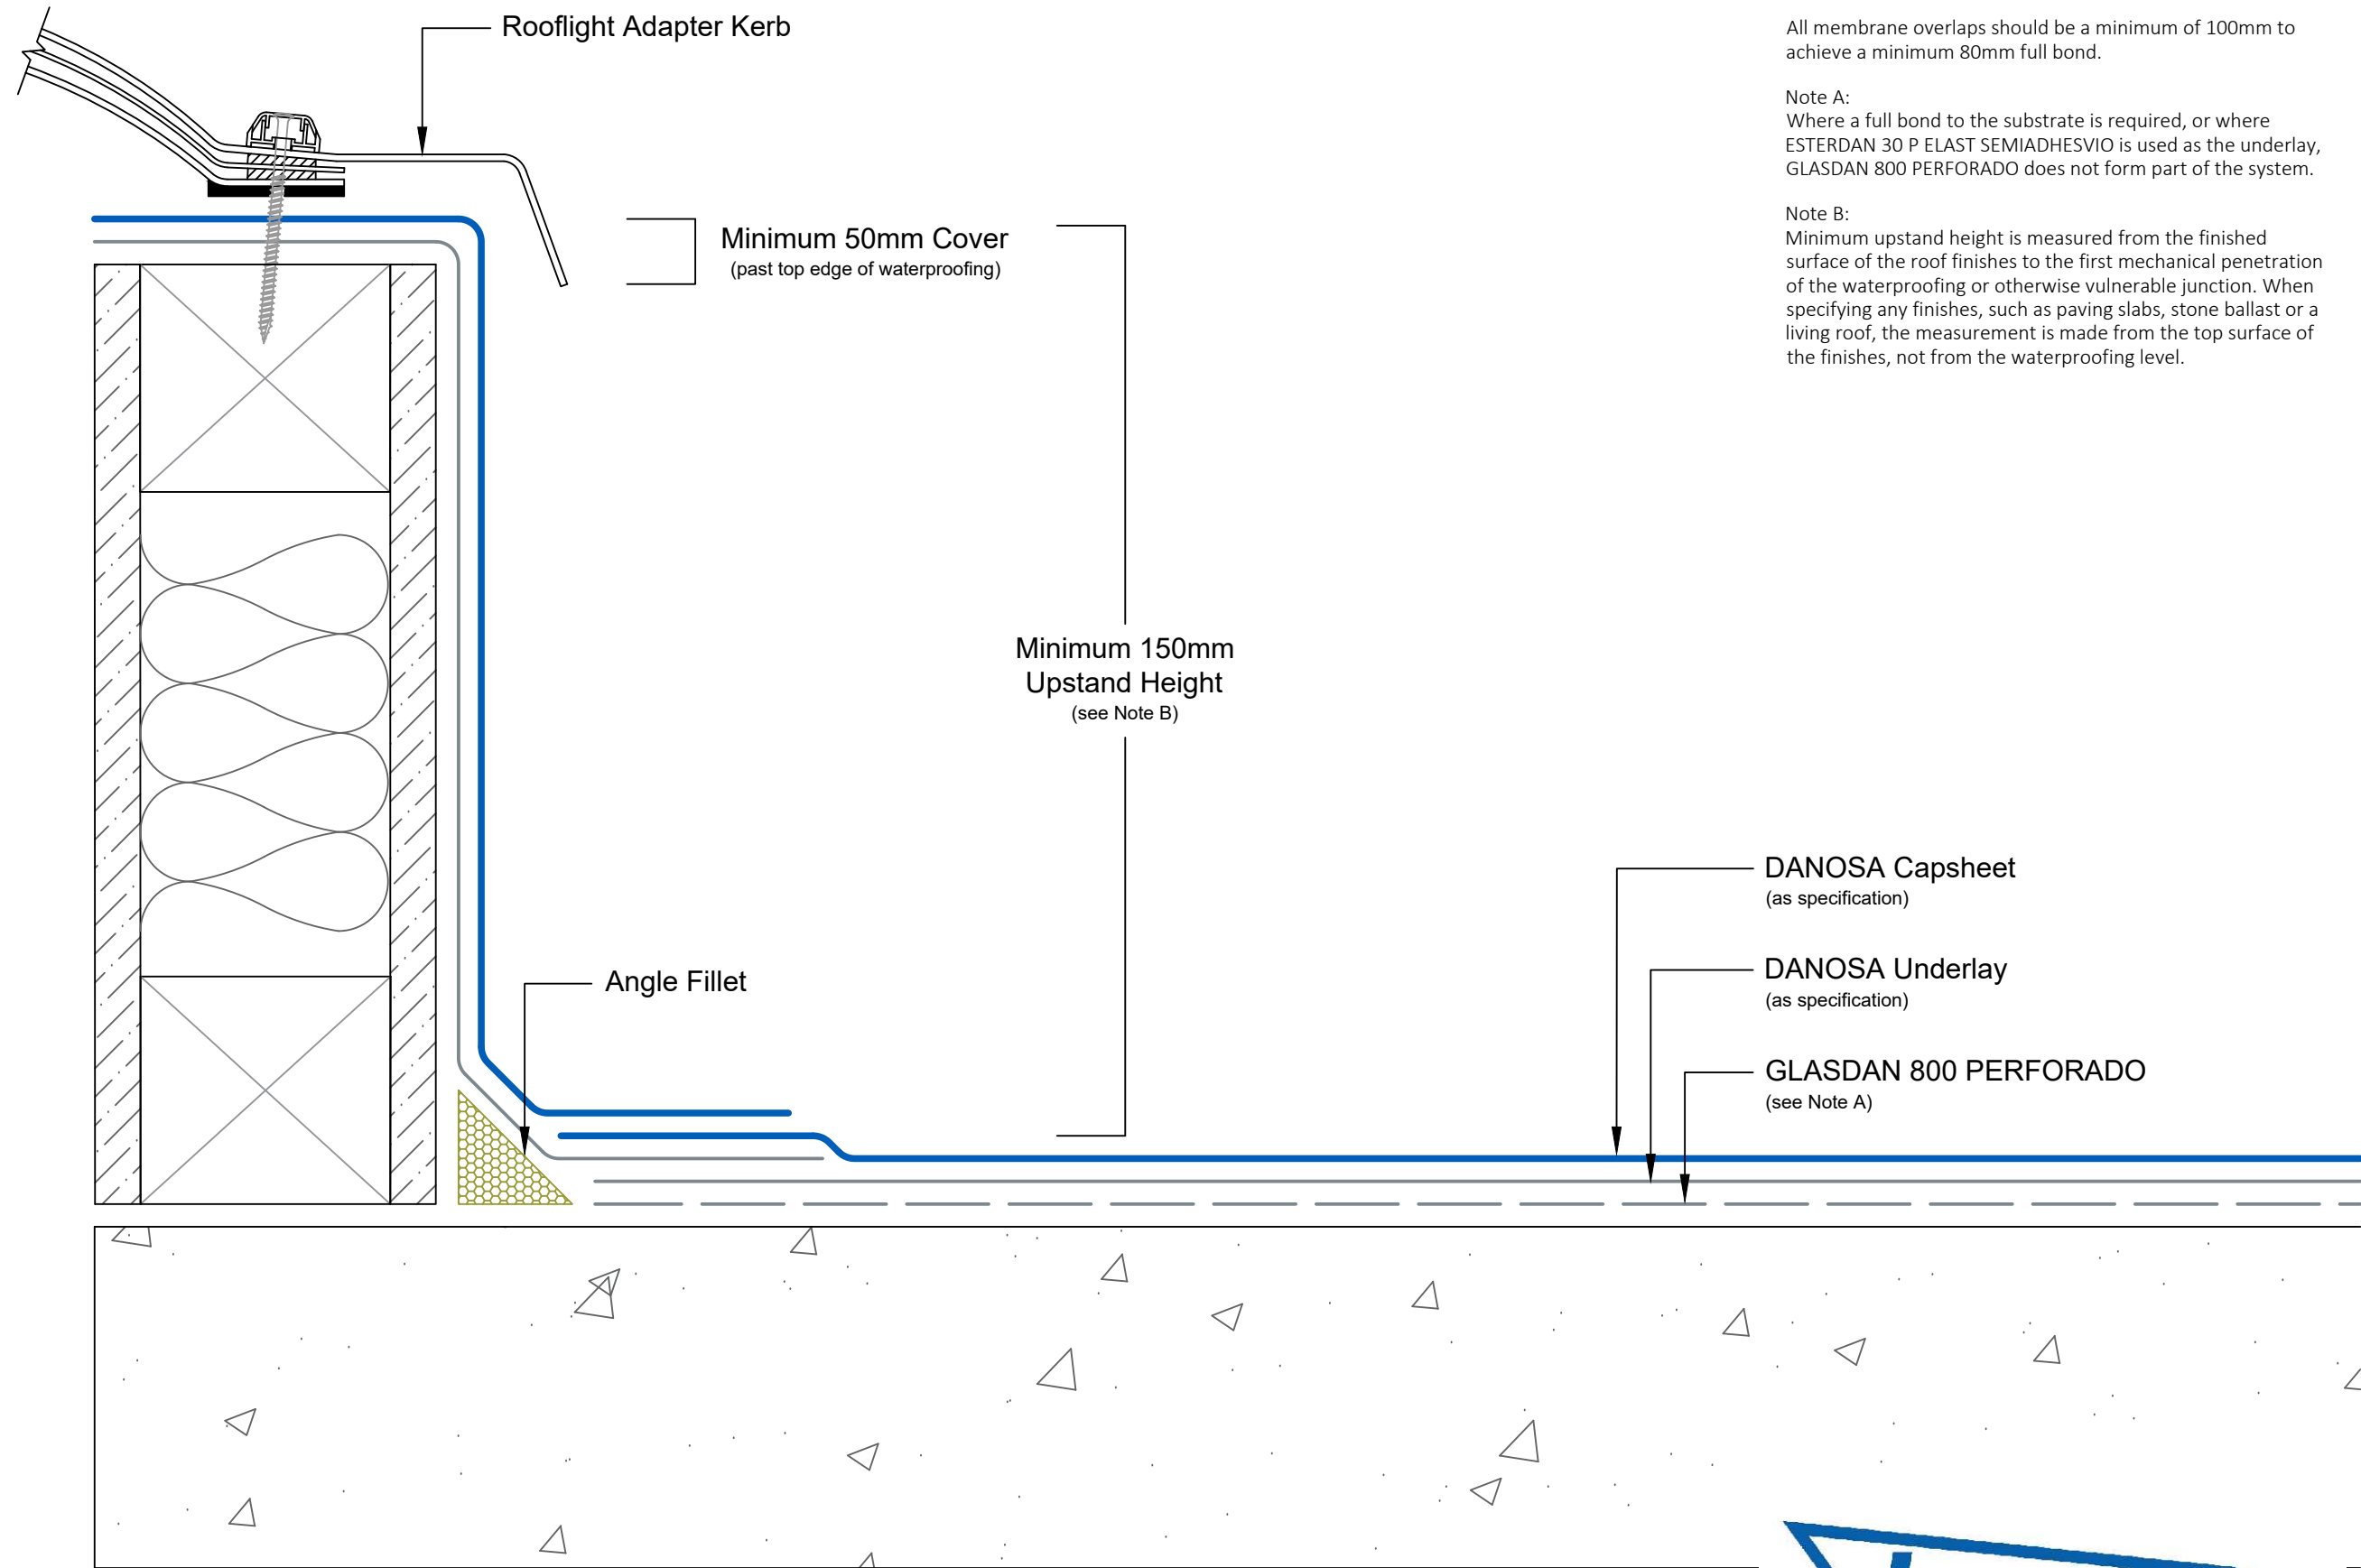 Rooflight Adapter Kerb
All membrane overlaps should be a minimum of 100mm to
achieve a minimum 80mm full bond.
Note A:
Where a full bond to the substrate is required, or where
ESTERDAN 30 P ELAST SEMIADHESVIO is used as the underlay,
GLASDAN 800 PERFORADO does not form part of the system.
Note B:
Minimum upstand height is measured from the finished
surface of the roof finishes to the first mechanical penetration
of the waterproofing or otherwise vulnerable junction. When
specifying any finishes, such as paving slabs, stone ballast or a
living roof, the measurement is made from the top surface of
the finishes, not from the waterproofing level.
Minimum 50mm Cover
(past top edge of waterproofing)
Minimum 150mm
Upstand Height
(see Note B)
DANOSA Capsheet
(as specification)
DANOSA Underlay
(as specification)
Angle Fillet
GLASDAN 800 PERFORADO
(see Note A)